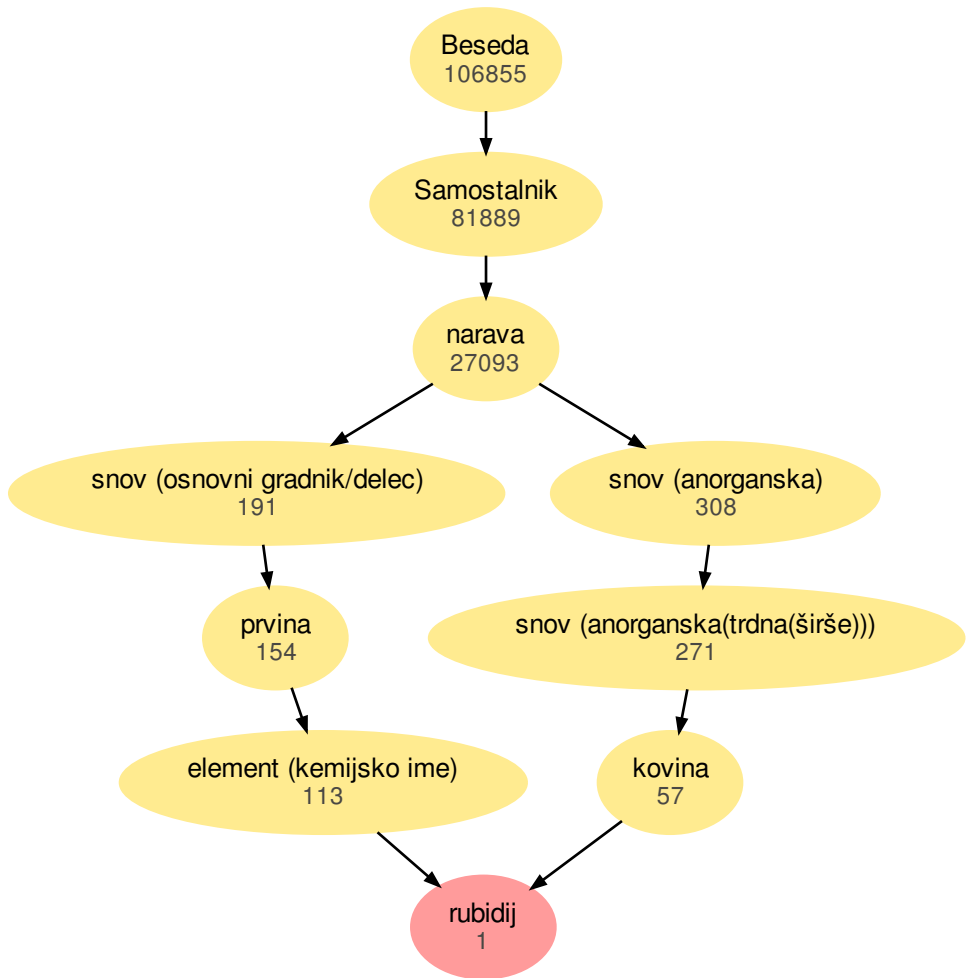 Beseda
106855
Samostalnik
81889
narava
27093
snov (osnovni gradnik/delec)
191
snov (anorganska)
308
prvina
154
snov (anorganska(trdna(širše)))
271
element (kemijsko ime)
113
kovina
57
rubidij
1